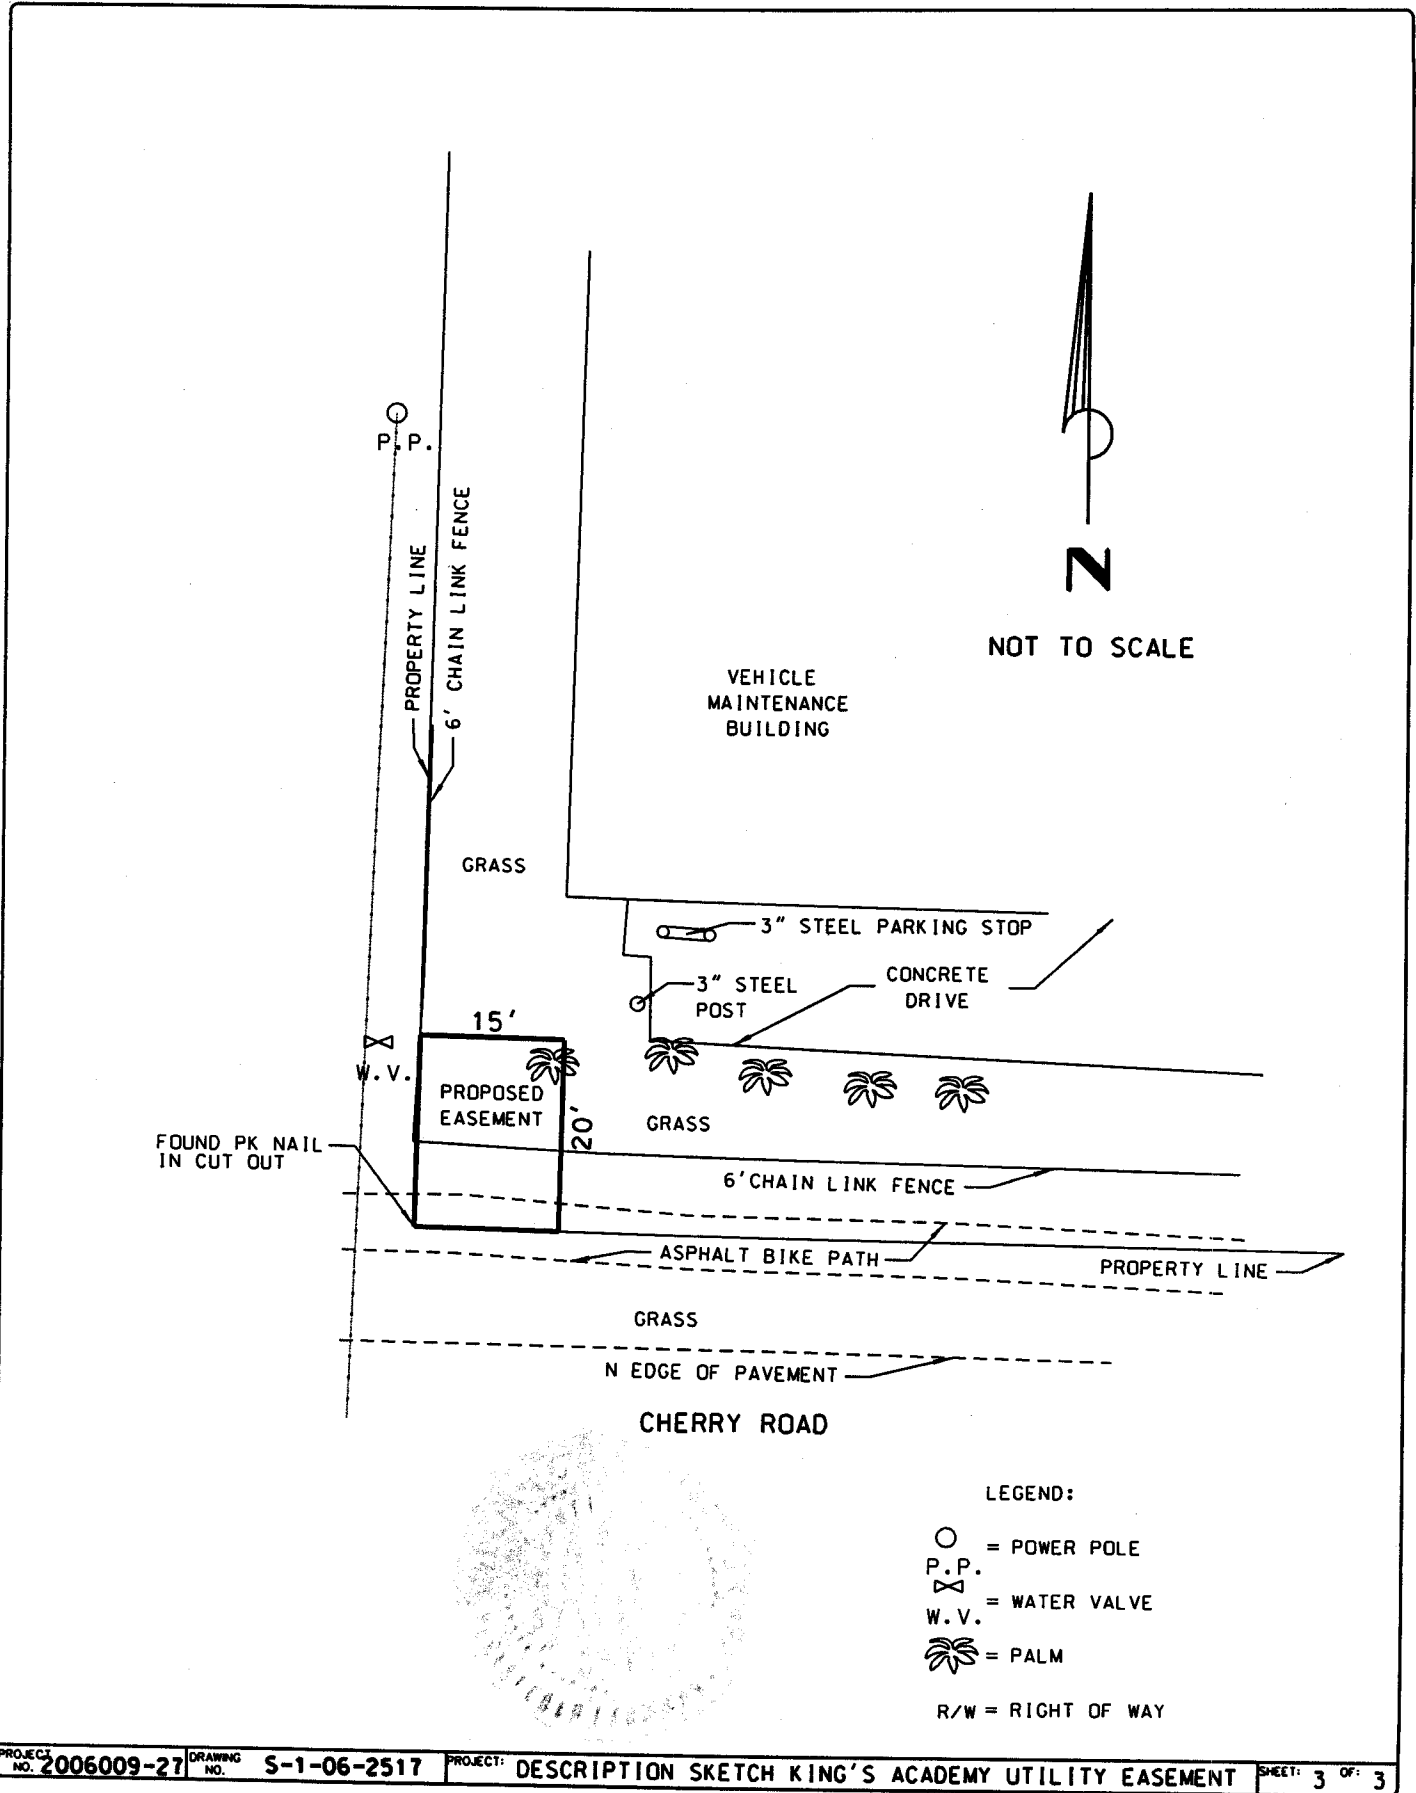 P.P.
PROPERTY LINE
6' CHAIN LINK FENCE
N
NOT TO SCALE
VEHICLE
MAINTENANCE
BUILDING
GRASS
3" STEEL PARKING STOP
CONCRETE
DRIVE
3" STEEL
POST
15'
W.V.
PROPOSED
EASEMENT
20'
GRASS
FOUND PK NAIL
IN CUT OUT
6'CHAIN LINK FENCE
ASPHALT BIKE PATH
PROPERTY LINE
GRASS
N EDGE OF PAVEMENT
CHERRY ROAD
LEGEND:
P.P. = POWER POLE
W.V. = WATER VALVE
= PALM
R/W = RIGHT OF WAY
PROJECT NO. 2006009-27 DRAWING NO. S-1-06-2517 PROJECT: DESCRIPTION SKETCH KING'S ACADEMY UTILITY EASEMENT SHEET: 3 OF: 3